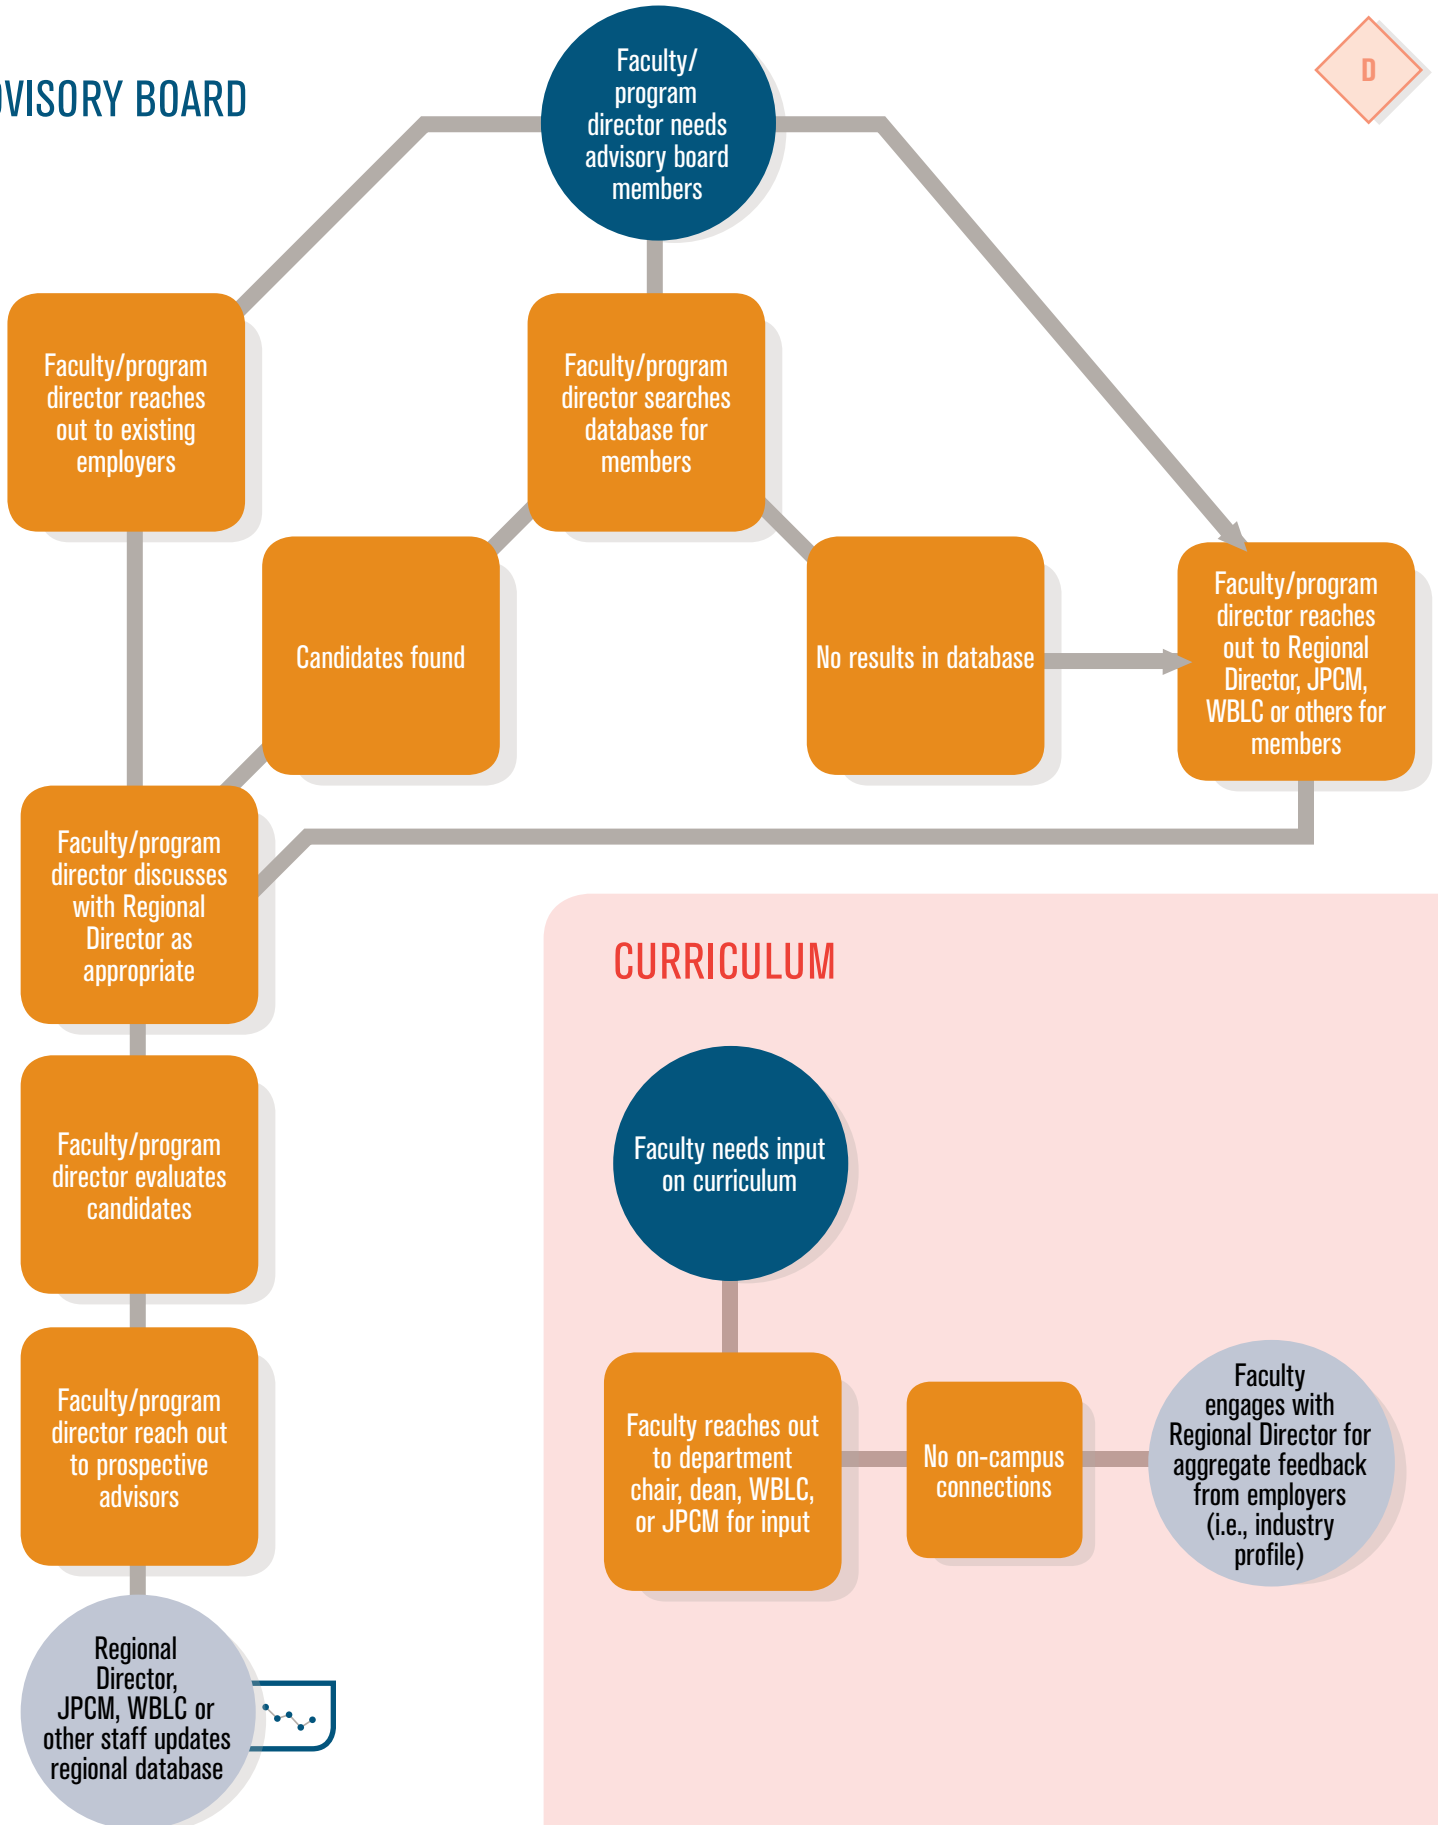 VISORY BOARD
D
Faculty/
program
director needs
advisory board
members
Faculty/program
director reaches
out to existing
employers
Faculty/program
director searches
database for
members
Candidates found
No results in database
Faculty/program
director reaches
out to Regional
Director, JPCM,
WBLC or others for
members
Faculty/program
director discusses
with Regional
Director as
appropriate
Faculty/program
director evaluates
candidates
Faculty/program
director reach out
to prospective
advisors
Regional
Director,
JPCM, WBLC or
other staff updates
regional database
CURRICULUM
Faculty needs input
on curriculum
Faculty reaches out
to department
chair, dean, WBLC,
or JPCM for input
No on-campus
connections
Faculty
engages with
Regional Director for
aggregate feedback
from employers
(i.e., industry
profile)